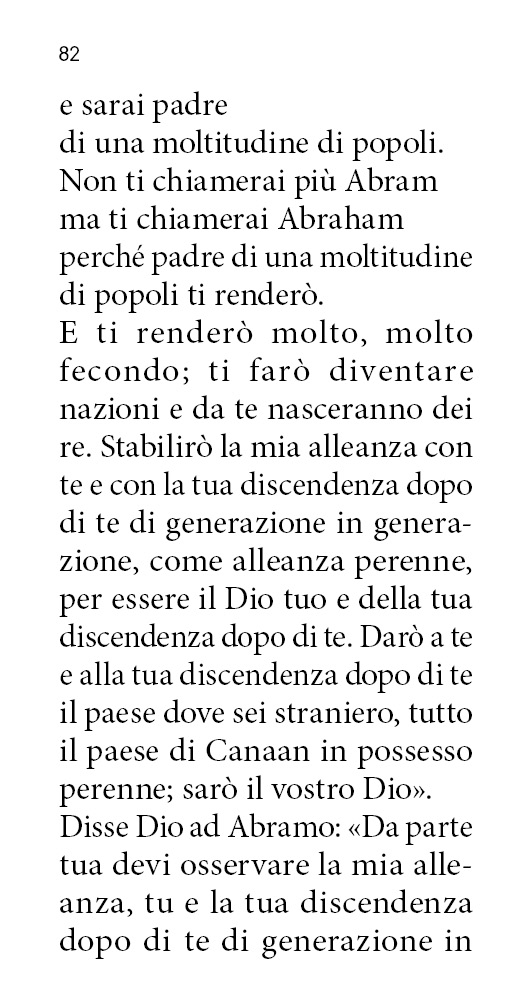 82
e sarai padre
di una moltitudine di popoli.
Non ti chiamerai più Abram
ma ti chiamerai Abraham
perché padre di una moltitudine
di popoli ti renderò.
E ti renderò molto, molto
fecondo; ti farò diventare
nazioni e da te nasceranno dei
re. Stabilirò la mia alleanza con
te e con la tua discendenza dopo
di te di generazione in genera-
zione, come alleanza perenne,
per essere il Dio tuo e della tua
discendenza dopo di te. Darò a te
e alla tua discendenza dopo di te
il paese dove sei straniero, tutto
il paese di Canaan in possesso
perenne; sarò il vostro Dio».
Disse Dio ad Abramo: «Da parte
tua devi osservare la mia alle-
anza, tu e la tua discendenza
dopo di te di generazione in